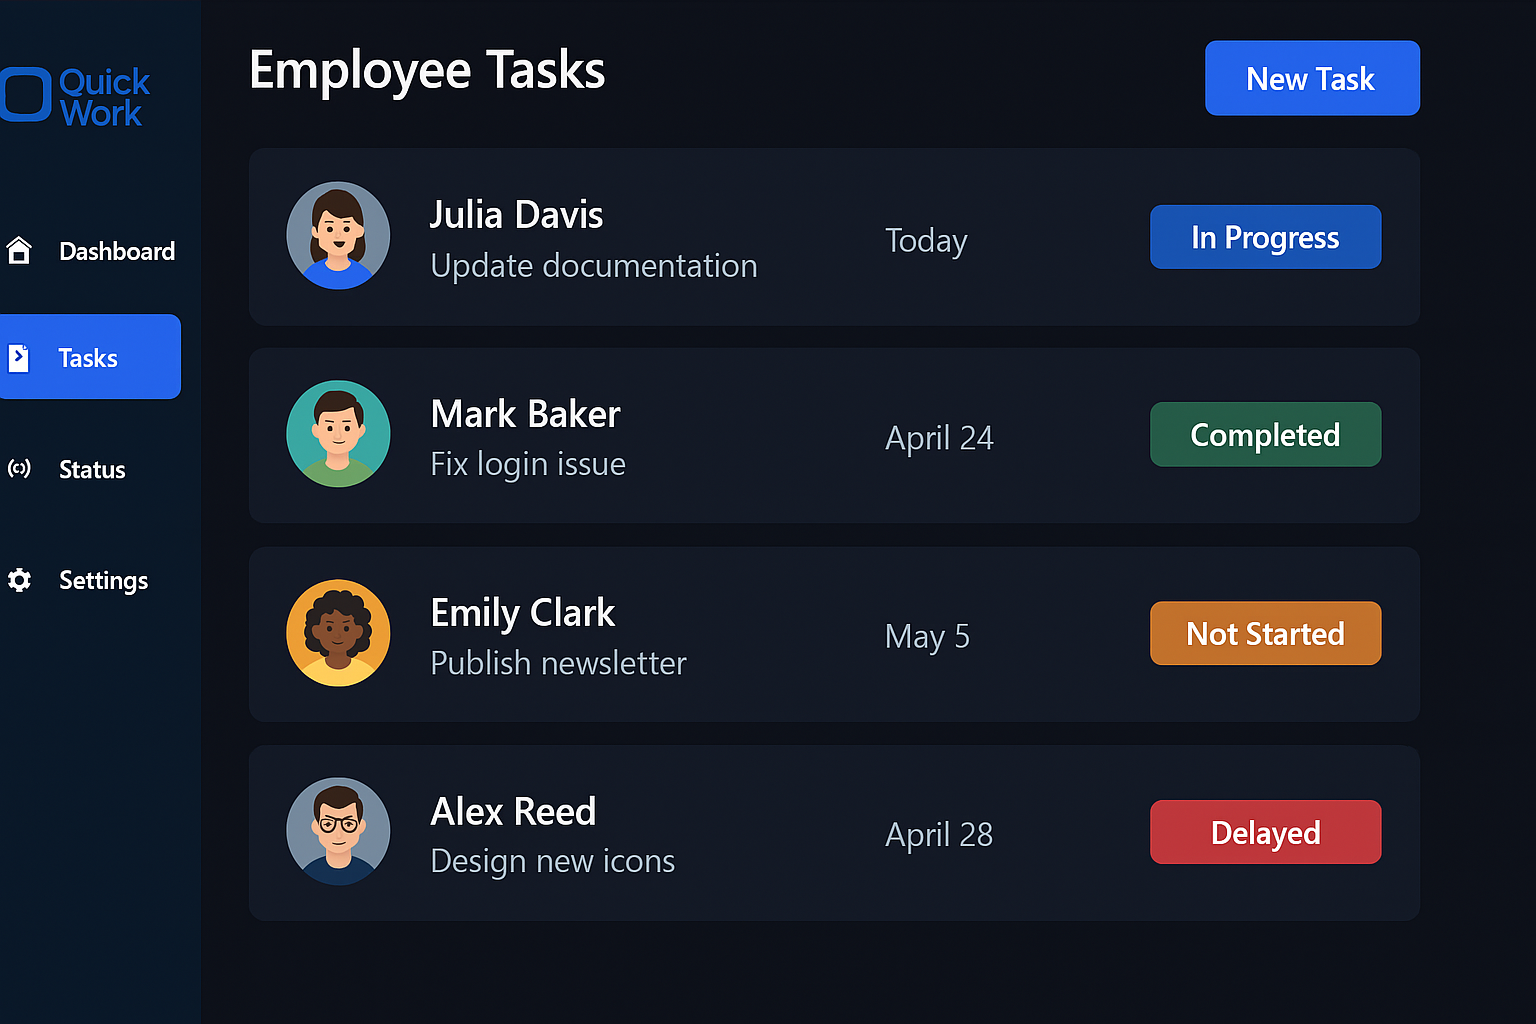 Quick
Work
Dashboard
Tasks
Status
Settings
Employee Tasks
New Task
Julia Davis
Update documentation
Today
In Progress
Mark Baker
Fix login issue
April 24
Completed
Emily Clark
Publish newsletter
May 5
Not Started
Alex Reed
Design new icons
April 28
Delayed